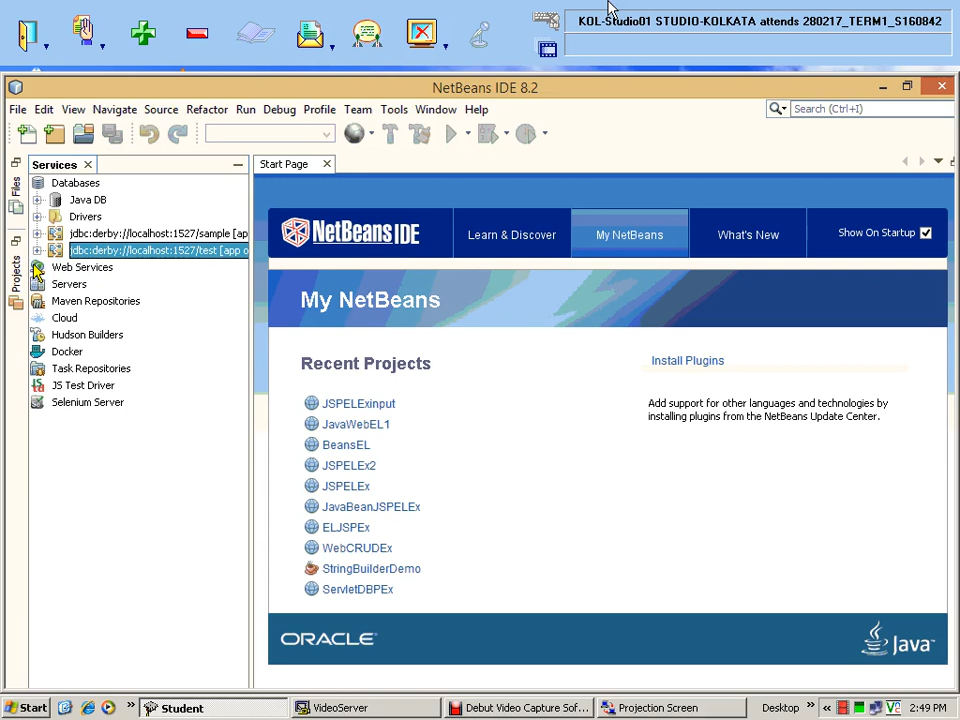 KOL-Studio01 STUDIO-KOLKATA attends 280217_TERM1_S160842
NetBeans IDE 8.2
File Edit View Navigate Source Refactor Run Debug Profile Team Tools Window Help
Search (Ctrl+I)
Services
Start Page
Files
Projects
Databases
Java DB
Drivers
jdbc:derby://localhost:1527/sample [ap
jdbc:derby://localhost:1527/test [app o
Web Services
Servers
Maven Repositories
Cloud
Hudson Builders
Docker
Task Repositories
JS Test Driver
Selenium Server
NetBeans IDE
Learn & Discover
My NetBeans
What's New
Show On Startup
My NetBeans
Recent Projects
JSPELExinput
JavaWebEL1
BeansEL
JSPELEx2
JSPELEx
JavaBeanJSPELEx
ELJSPEx
WebCRUDEx
StringBuilderDemo
ServletDBPEx
Install Plugins
Add support for other languages and technologies by
installing plugins from the NetBeans Update Center.
ORACLE
Java
Start
Student
VideoServer
Debut Video Capture Sof...
Projection Screen
Desktop
2:49 PM